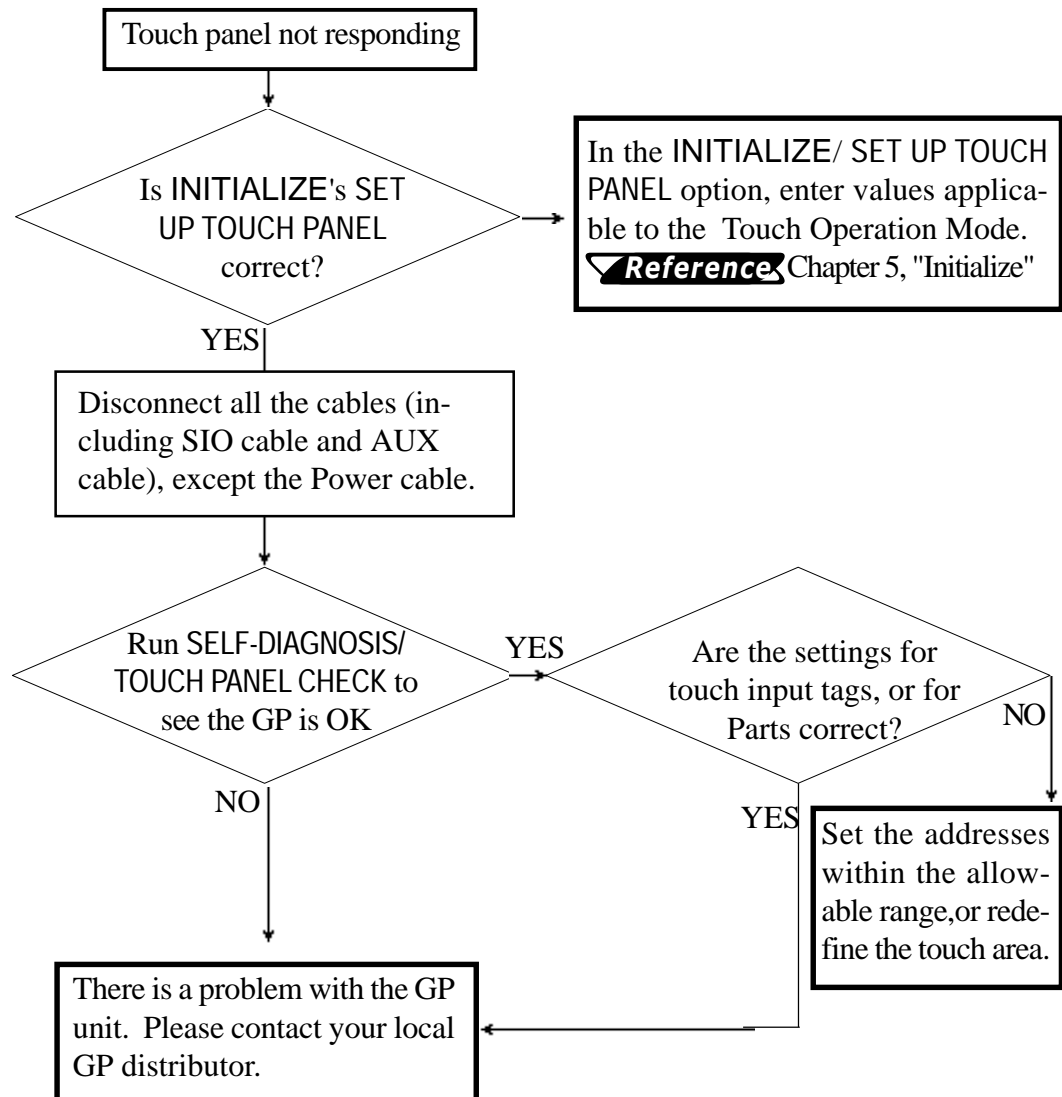 Touch panel not responding
Is INITIALIZE's SET
UP TOUCH PANEL
correct?
In the INITIALIZE/ SET UP TOUCH
PANEL option, enter values applica-
ble to the Touch Operation Mode.
Reference Chapter 5, "Initialize"
YES
Disconnect all the cables (in-
cluding SIO cable and AUX
cable), except the Power cable.
Run SELF-DIAGNOSIS/
TOUCH PANEL CHECK to
see the GP is OK
YES
Are the settings for
touch input tags, or for
Parts correct?
NO
NO
YES
Set the addresses
within the allow-
able range,or rede-
fine the touch area.
There is a problem with the GP
unit. Please contact your local
GP distributor.